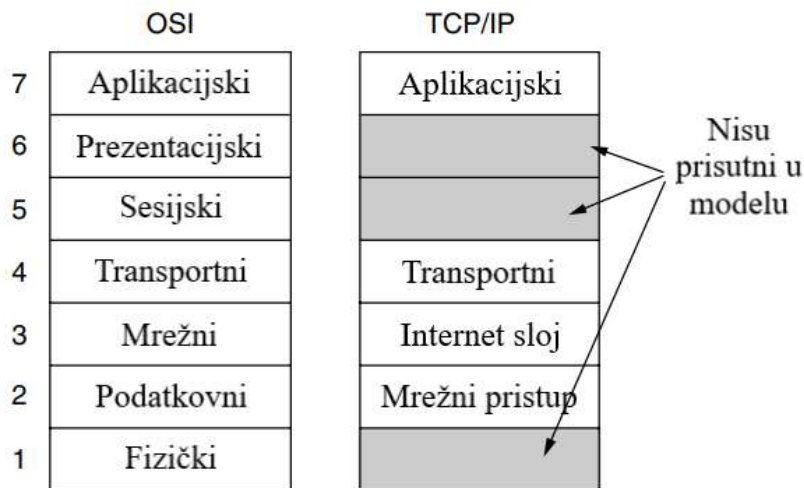 OSI TCP/IP
7 Aplikacijski Aplikacijski
6 Prezentacijski
5 Sesijski
4 Transportni Transportni
3 Mrežni Internet sloj
2 Podatkovni Mrežni pristup
1 Fizički
Nisu
prisutni u
modelu